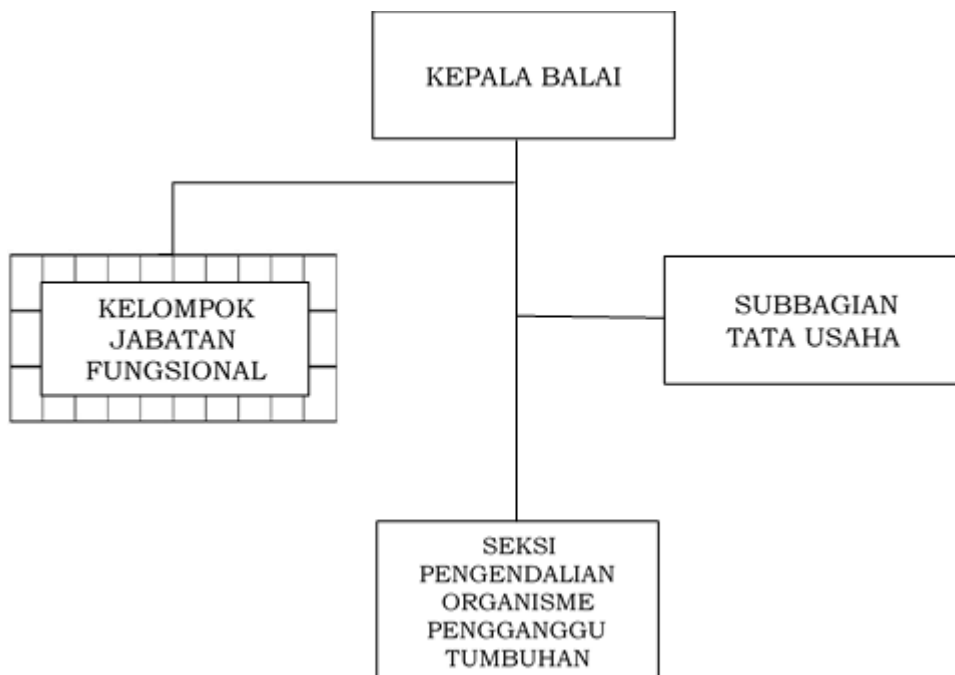 KEPALA BALAI
KELOMPOK
JABATAN
FUNGSIONAL
SUBBAGIAN
TATA USAHA
SEKSI
PENGENDALIAN
ORGANISME
PENGGANGGU
TUMBUHAN